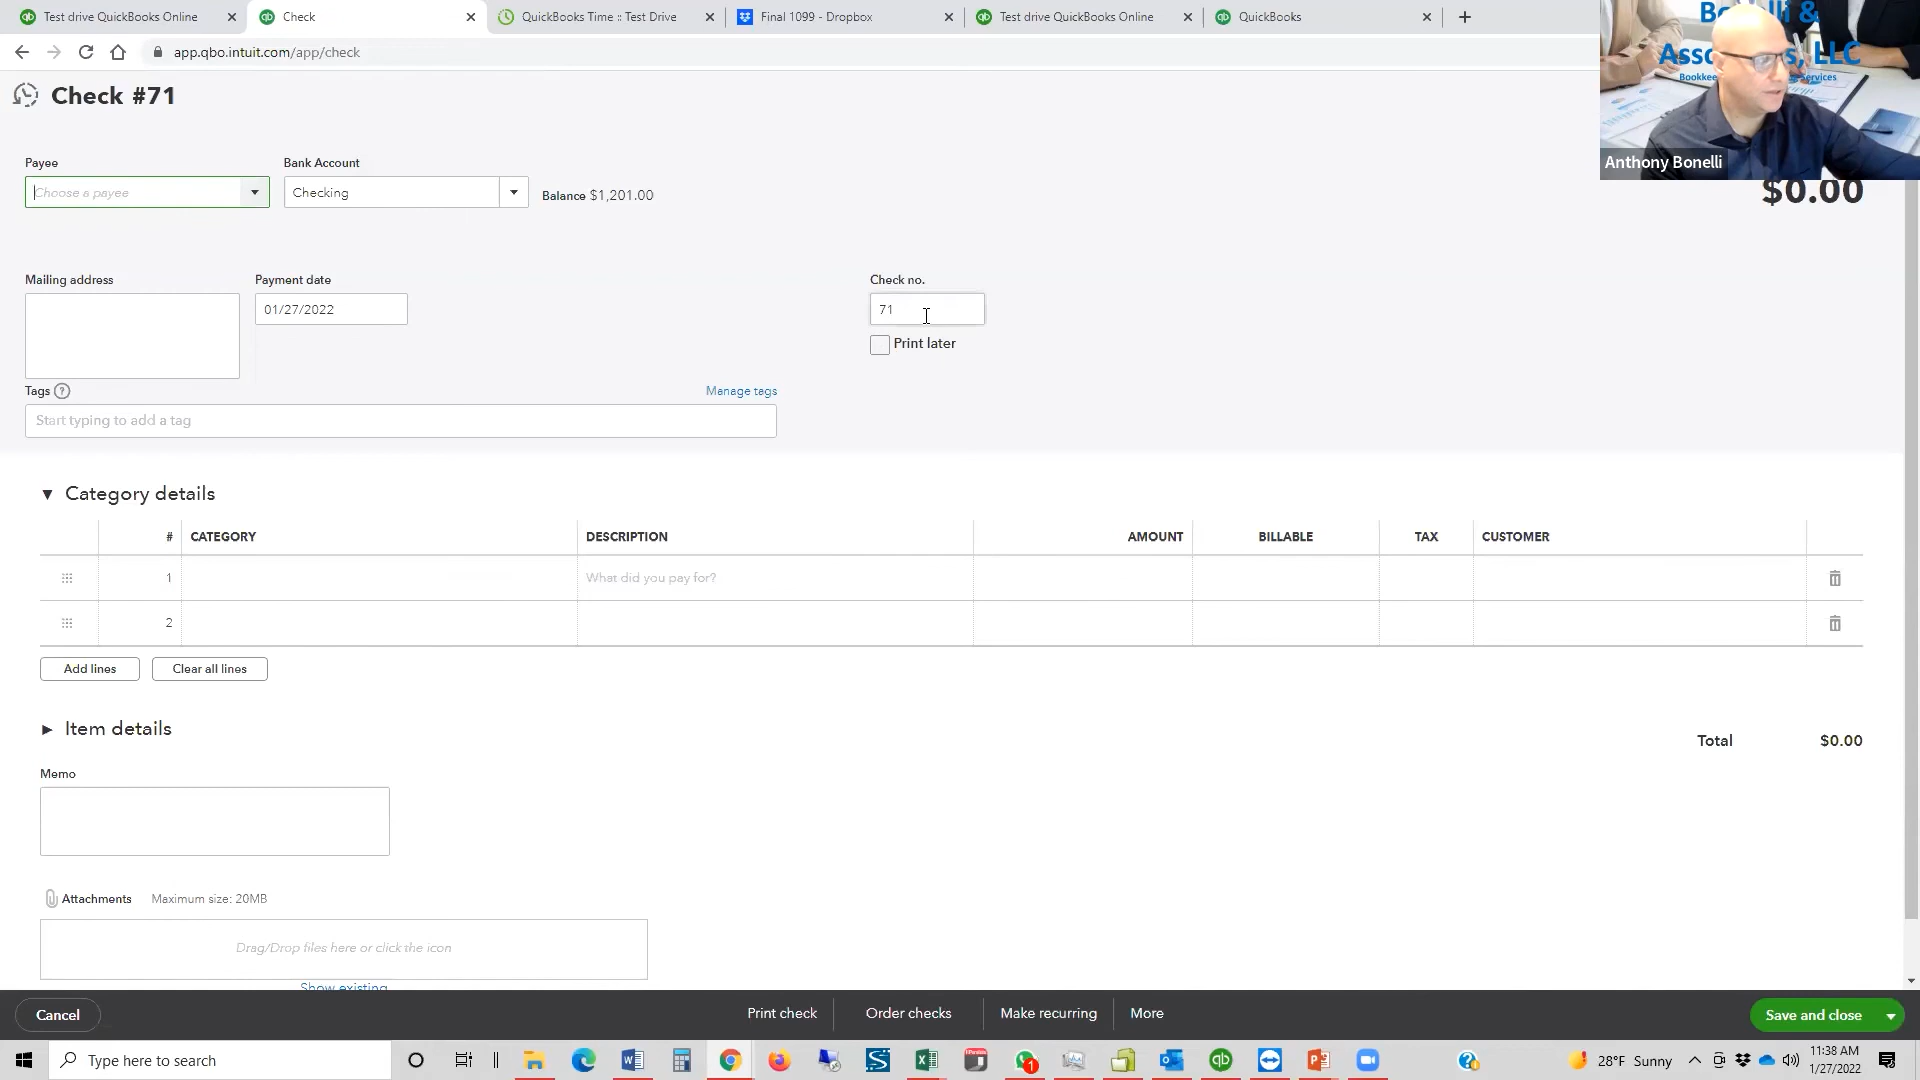 Test drive QuickBooks Online
Check
QuickBooks Time :: Test Drive
Final 1099 - Dropbox
Test drive QuickBooks Online
QuickBooks
app.qbo.intuit.com/app/check
Check #71
Anthony Bonelli
Payee
Bank Account
Choose a payee
Checking
Balance $1,201.00
$0.00
Mailing address
Payment date
Check no.
01/27/2022
71
Print later
Tags ?
Manage tags
Start typing to add a tag
Category details
# CATEGORY DESCRIPTION AMOUNT BILLABLE TAX CUSTOMER
1 What did you pay for?
2
Add lines
Clear all lines
Item details
Total $0.00
Memo
Attachments Maximum size: 20MB
Drag/Drop files here or click the icon
Show existing
Cancel
Print check
Order checks
Make recurring
More
Save and close
Type here to search
28°F Sunny
11:38 AM
1/27/2022